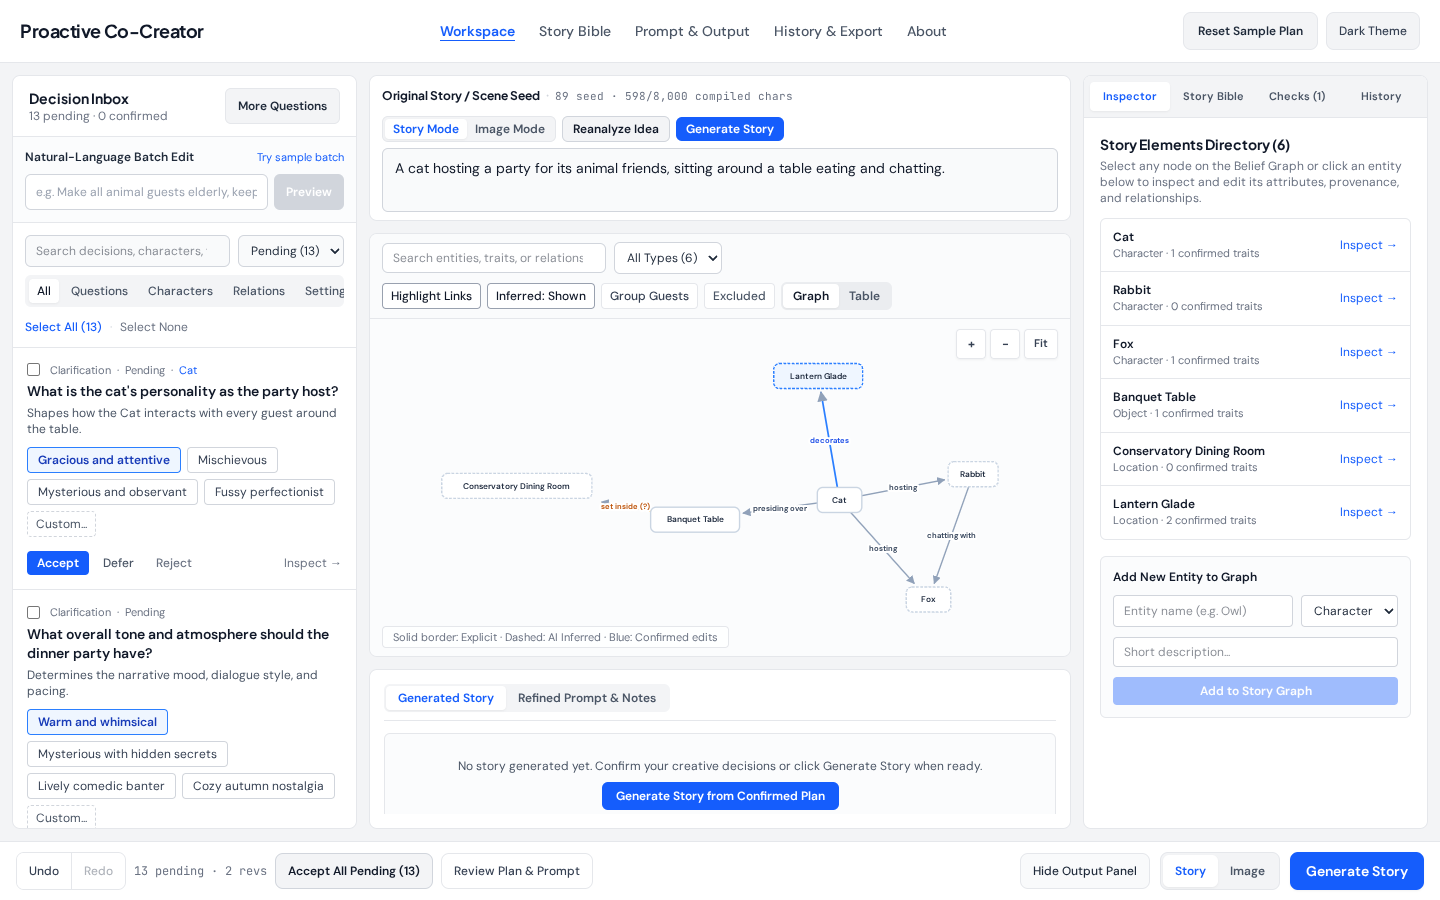 Proactive Co-Creator
Workspace
Story Bible
Prompt & Output
History & Export
About
Reset Sample Plan
Dark Theme
Decision Inbox
13 pending · 0 confirmed
More Questions
Natural-Language Batch Edit
Try sample batch
e.g. Make all animal guests elderly, keep
Preview
Search decisions, characters,
Pending (13)
All
Questions
Characters
Relations
Setting
Select All (13) · Select None
Clarification · Pending · Cat
What is the cat's personality as the party host?
Shapes how the Cat interacts with every guest around
the table.
Gracious and attentive
Mischievous
Mysterious and observant
Fussy perfectionist
Custom...
Accept
Defer
Reject
Inspect →
Clarification · Pending
What overall tone and atmosphere should the
dinner party have?
Determines the narrative mood, dialogue style, and
pacing.
Warm and whimsical
Mysterious with hidden secrets
Lively comedic banter
Cozy autumn nostalgia
Custom...
Original Story / Scene Seed · 89 seed · 598/8,000 compiled chars
Story Mode
Image Mode
Reanalyze Idea
Generate Story
A cat hosting a party for its animal friends, sitting around a table eating and chatting.
Search entities, traits, or relations
All Types (6)
Highlight Links
Inferred: Shown
Group Guests
Excluded
Graph
Table
+
−
Fit
Lantern Glade
decorates
Rabbit
Conservatory Dining Room
hosting
Cat
set inside (?)
presiding over
Banquet Table
chatting with
hosting
Fox
Solid border: Explicit · Dashed: AI Inferred · Blue: Confirmed edits
Generated Story
Refined Prompt & Notes
No story generated yet. Confirm your creative decisions or click Generate Story when ready.
Generate Story from Confirmed Plan
Inspector
Story Bible
Checks (1)
History
Story Elements Directory (6)
Select any node on the Belief Graph or click an entity
below to inspect and edit its attributes, provenance,
and relationships.
Cat
Character · 1 confirmed traits
Inspect →
Rabbit
Character · 0 confirmed traits
Inspect →
Fox
Character · 1 confirmed traits
Inspect →
Banquet Table
Object · 1 confirmed traits
Inspect →
Conservatory Dining Room
Location · 0 confirmed traits
Inspect →
Lantern Glade
Location · 2 confirmed traits
Inspect →
Add New Entity to Graph
Entity name (e.g. Owl)
Character
Short description...
Add to Story Graph
Undo
Redo
13 pending · 2 revs
Accept All Pending (13)
Review Plan & Prompt
Hide Output Panel
Story
Image
Generate Story